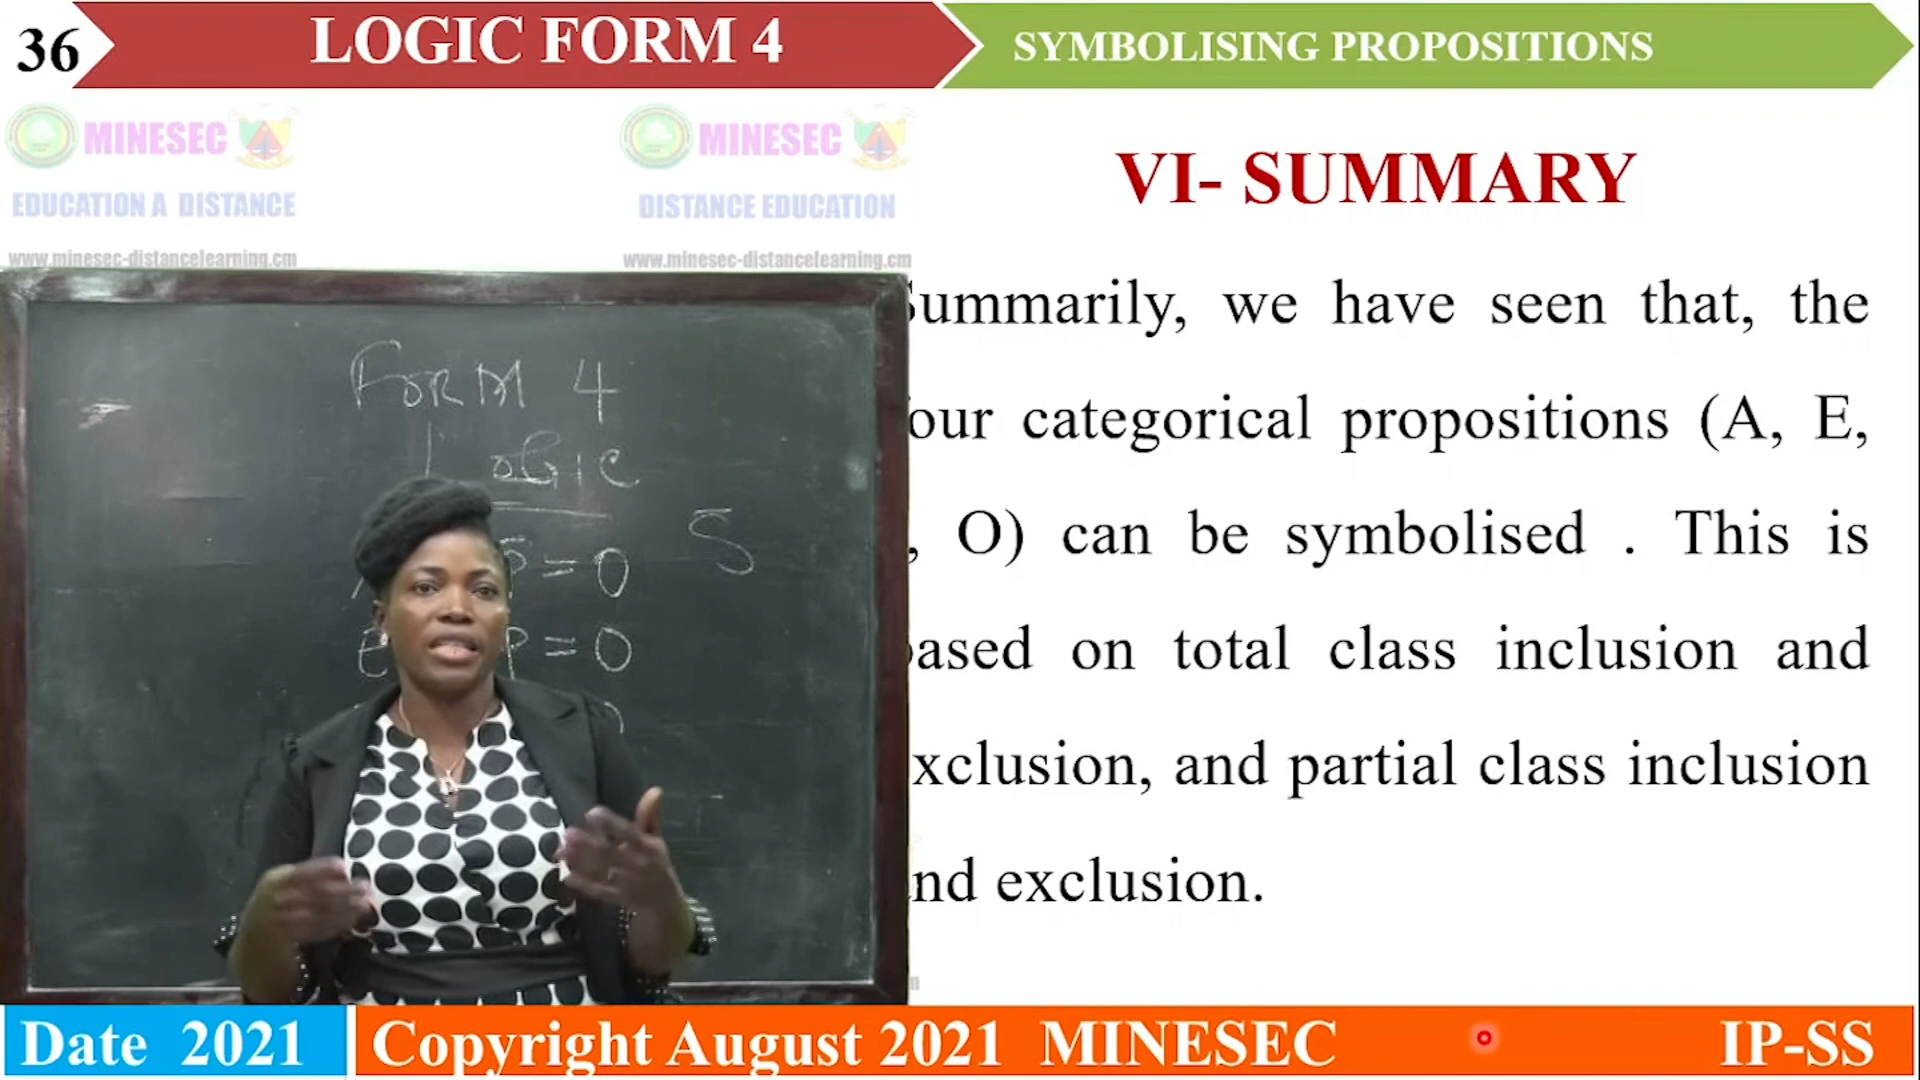 36
LOGIC FORM 4
SYMBOLISING PROPOSITIONS
MINESEC
EDUCATION A DISTANCE
www.minesec-distancelearning.cm
MINESEC
DISTANCE EDUCATION
www.minesec-distancelearning.cm
VI- SUMMARY
Summarily, we have seen that, the
our categorical propositions (A, E,
, O) can be symbolised . This is
ased on total class inclusion and
xclusion, and partial class inclusion
nd exclusion.
FORM 4
LOGIC
= 0
S
E P = 0
Date 2021
Copyright August 2021 MINESEC
IP-SS